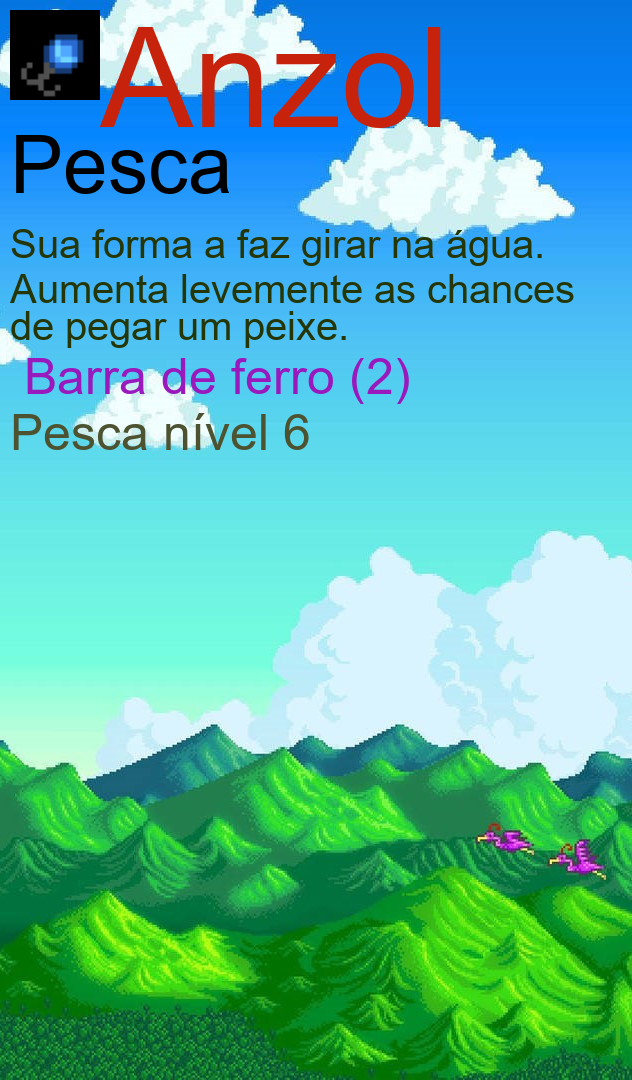 Anzol
Pesca
Sua forma a faz girar na água.
Aumenta levemente as chances
de pegar um peixe.
Barra de ferro (2)
Pesca nível 6